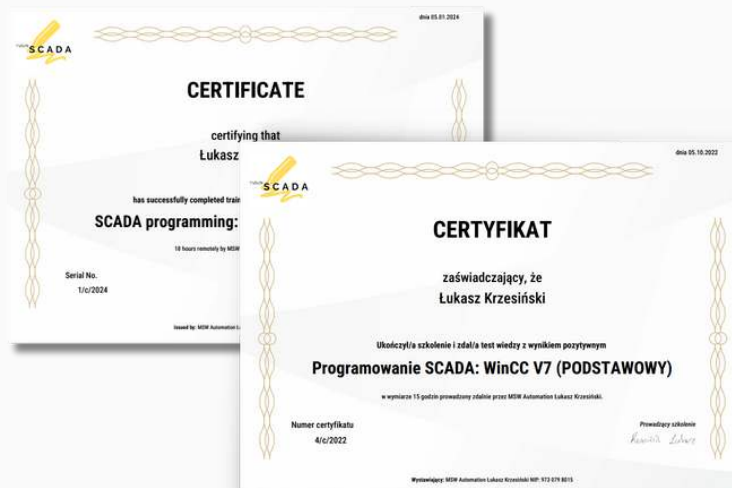 dnia 05.01.2024
SCADA
CERTIFICATE
certifying that
Łukasz
has successfully completed train
SCADA programming:
10 hours remotely by MSW
Serial No.
1/c/2024
Issued by: MSW Automation Łu
dnia 05.10.2022
SCADA
CERTYFIKAT
zaświadczający, że
Łukasz Krzesiński
Ukończył/a szkolenie i zdał/a test wiedzy z wynikiem pozytywnym
Programowanie SCADA: WinCC V7 (PODSTAWOWY)
w wymiarze 15 godzin prowadzony zdalnie przez MSW Automation Łukasz Krzesiński.
Numer certyfikatu
4/c/2022
Prowadzący szkolenie
Wystawiający: MSW Automation Łukasz Krzesiński NIP: 972 079 8015